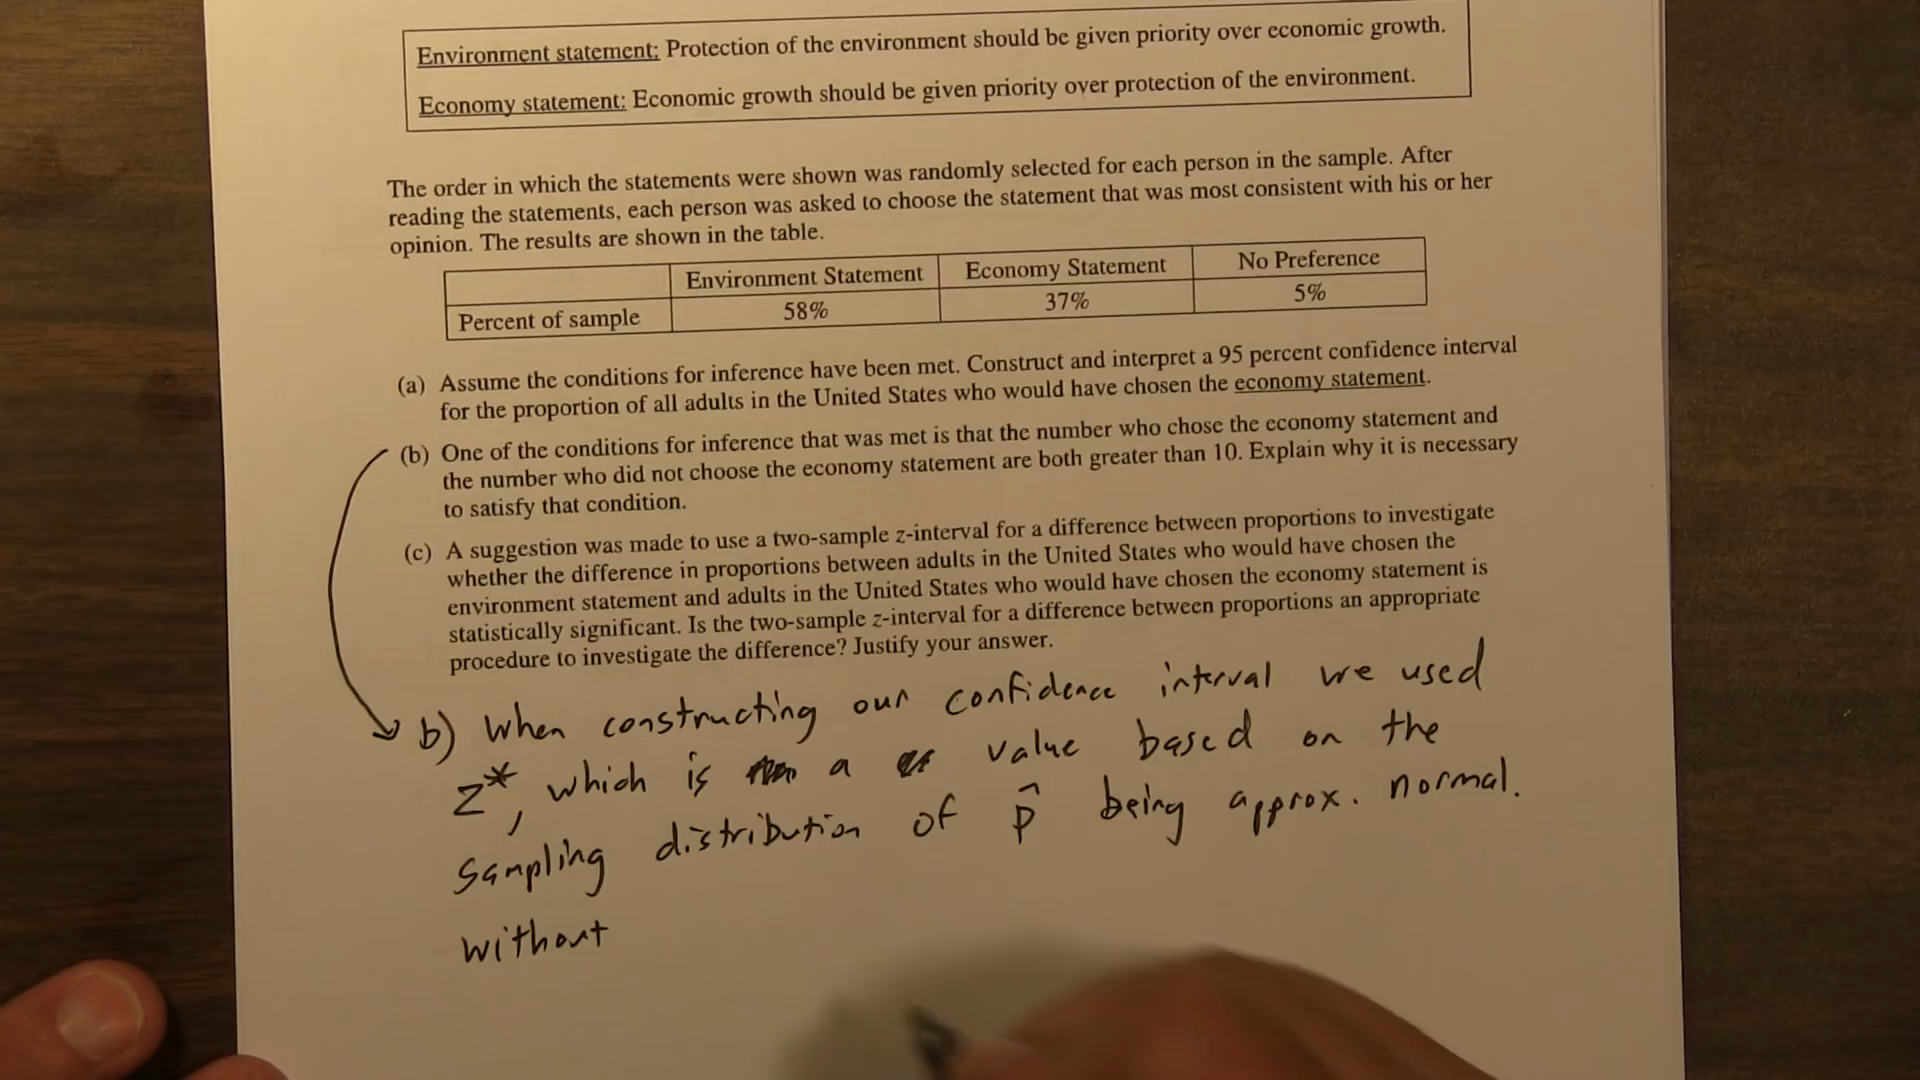 Environment statement: Protection of the environment should be given priority over economic growth.
Economy statement: Economic growth should be given priority over protection of the environment.
The order in which the statements were shown was randomly selected for each person in the sample. After
reading the statements, each person was asked to choose the statement that was most consistent with his or her
opinion. The results are shown in the table.
Environment Statement Economy Statement No Preference
Percent of sample 58% 37% 5%
(a) Assume the conditions for inference have been met. Construct and interpret a 95 percent confidence interval
for the proportion of all adults in the United States who would have chosen the economy statement.
(b) One of the conditions for inference that was met is that the number who chose the economy statement and
the number who did not choose the economy statement are both greater than 10. Explain why it is necessary
to satisfy that condition.
(c) A suggestion was made to use a two-sample z-interval for a difference between proportions to investigate
whether the difference in proportions between adults in the United States who would have chosen the
environment statement and adults in the United States who would have chosen the economy statement is
statistically significant. Is the two-sample z-interval for a difference between proportions an appropriate
procedure to investigate the difference? Justify your answer.
b) When constructing our confidence interval we used
z*, which is a value based on the
sampling distribution of p̂ being approx. normal.
without